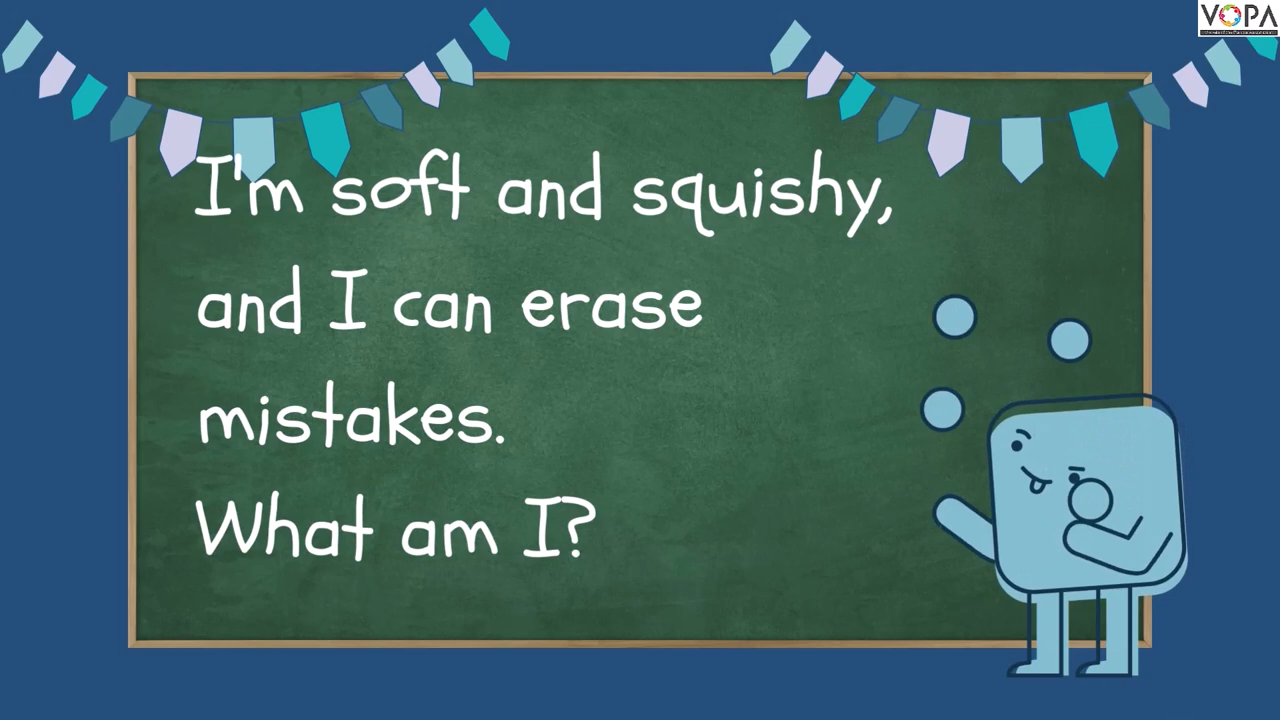 VOPA
I'm soft and squishy,
and I can erase
mistakes.
What am I?